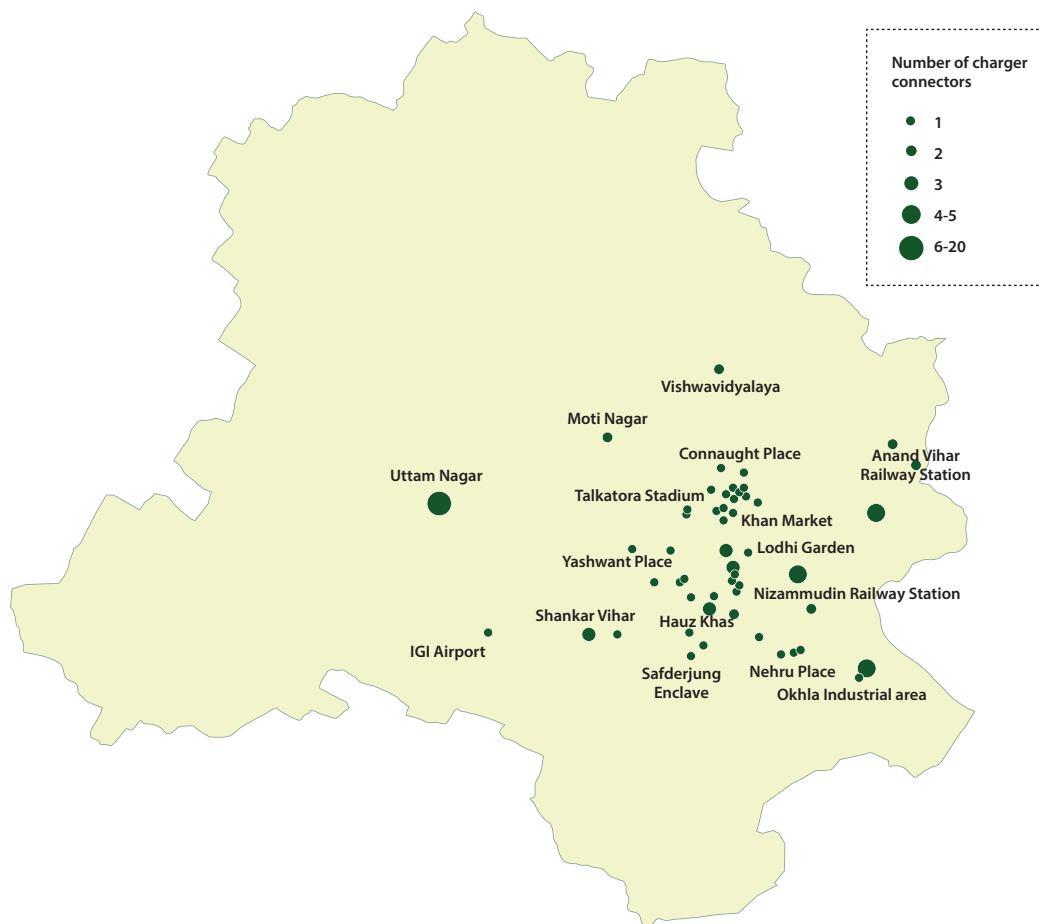 Number of charger
connectors
1
2
3
4-5
6-20
Vishwavidyalaya
Moti Nagar
Connaught Place
Anand Vihar
Railway Station
Uttam Nagar
Talkatora Stadium
Khan Market
Lodhi Garden
Yashwant Place
Nizammudin Railway Station
Shankar Vihar
Hauz Khas
IGI Airport
Safderjung
Enclave
Nehru Place
Okhla Industrial area